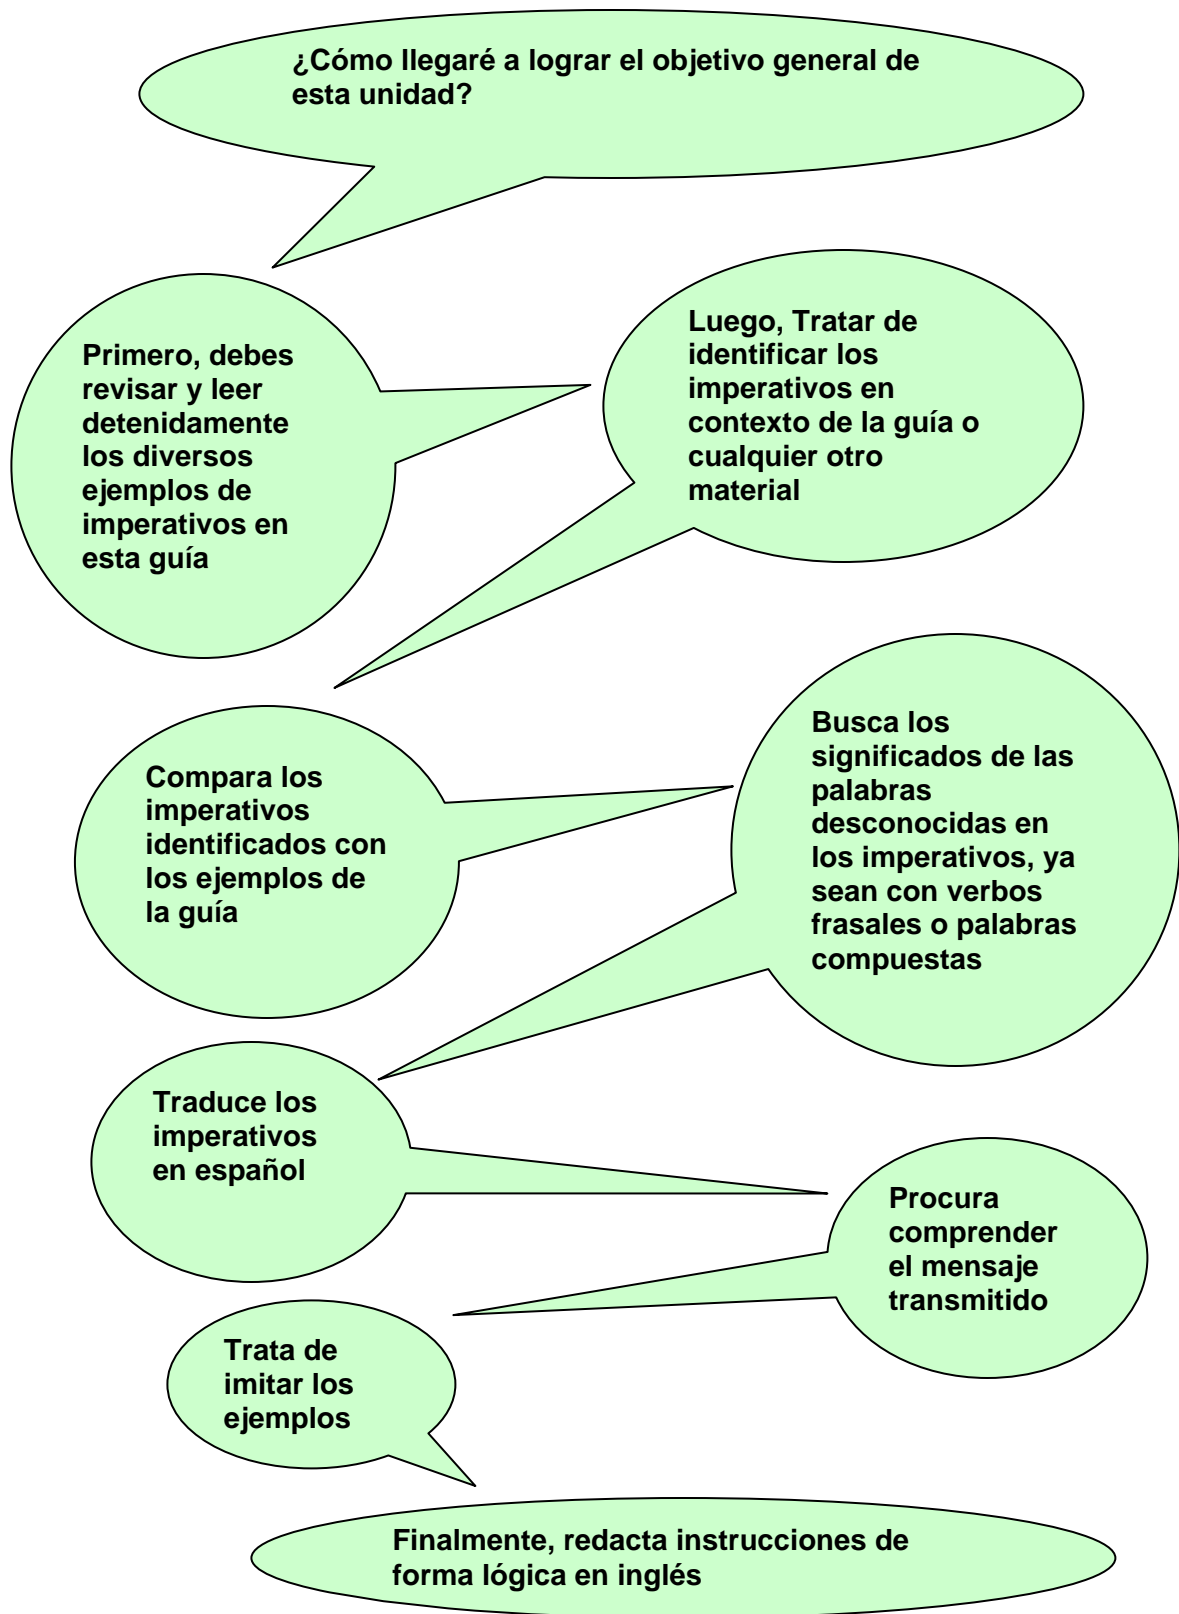 ¿Cómo llegaré a lograr el objetivo general de
esta unidad?
Primero, debes
revisar y leer
detenidamente
los diversos
ejemplos de
imperativos en
esta guía
Luego, Tratar de
identificar los
imperativos en
contexto de la guía o
cualquier otro
material
Compara los
imperativos
identificados con
los ejemplos de
la guía
Busca los
significados de las
palabras
desconocidas en
los imperativos, ya
sean con verbos
frasales o palabras
compuestas
Traduce los
imperativos
en español
Procura
comprender
el mensaje
transmitido
Trata de
imitar los
ejemplos
Finalmente, redacta instrucciones de
forma lógica en inglés